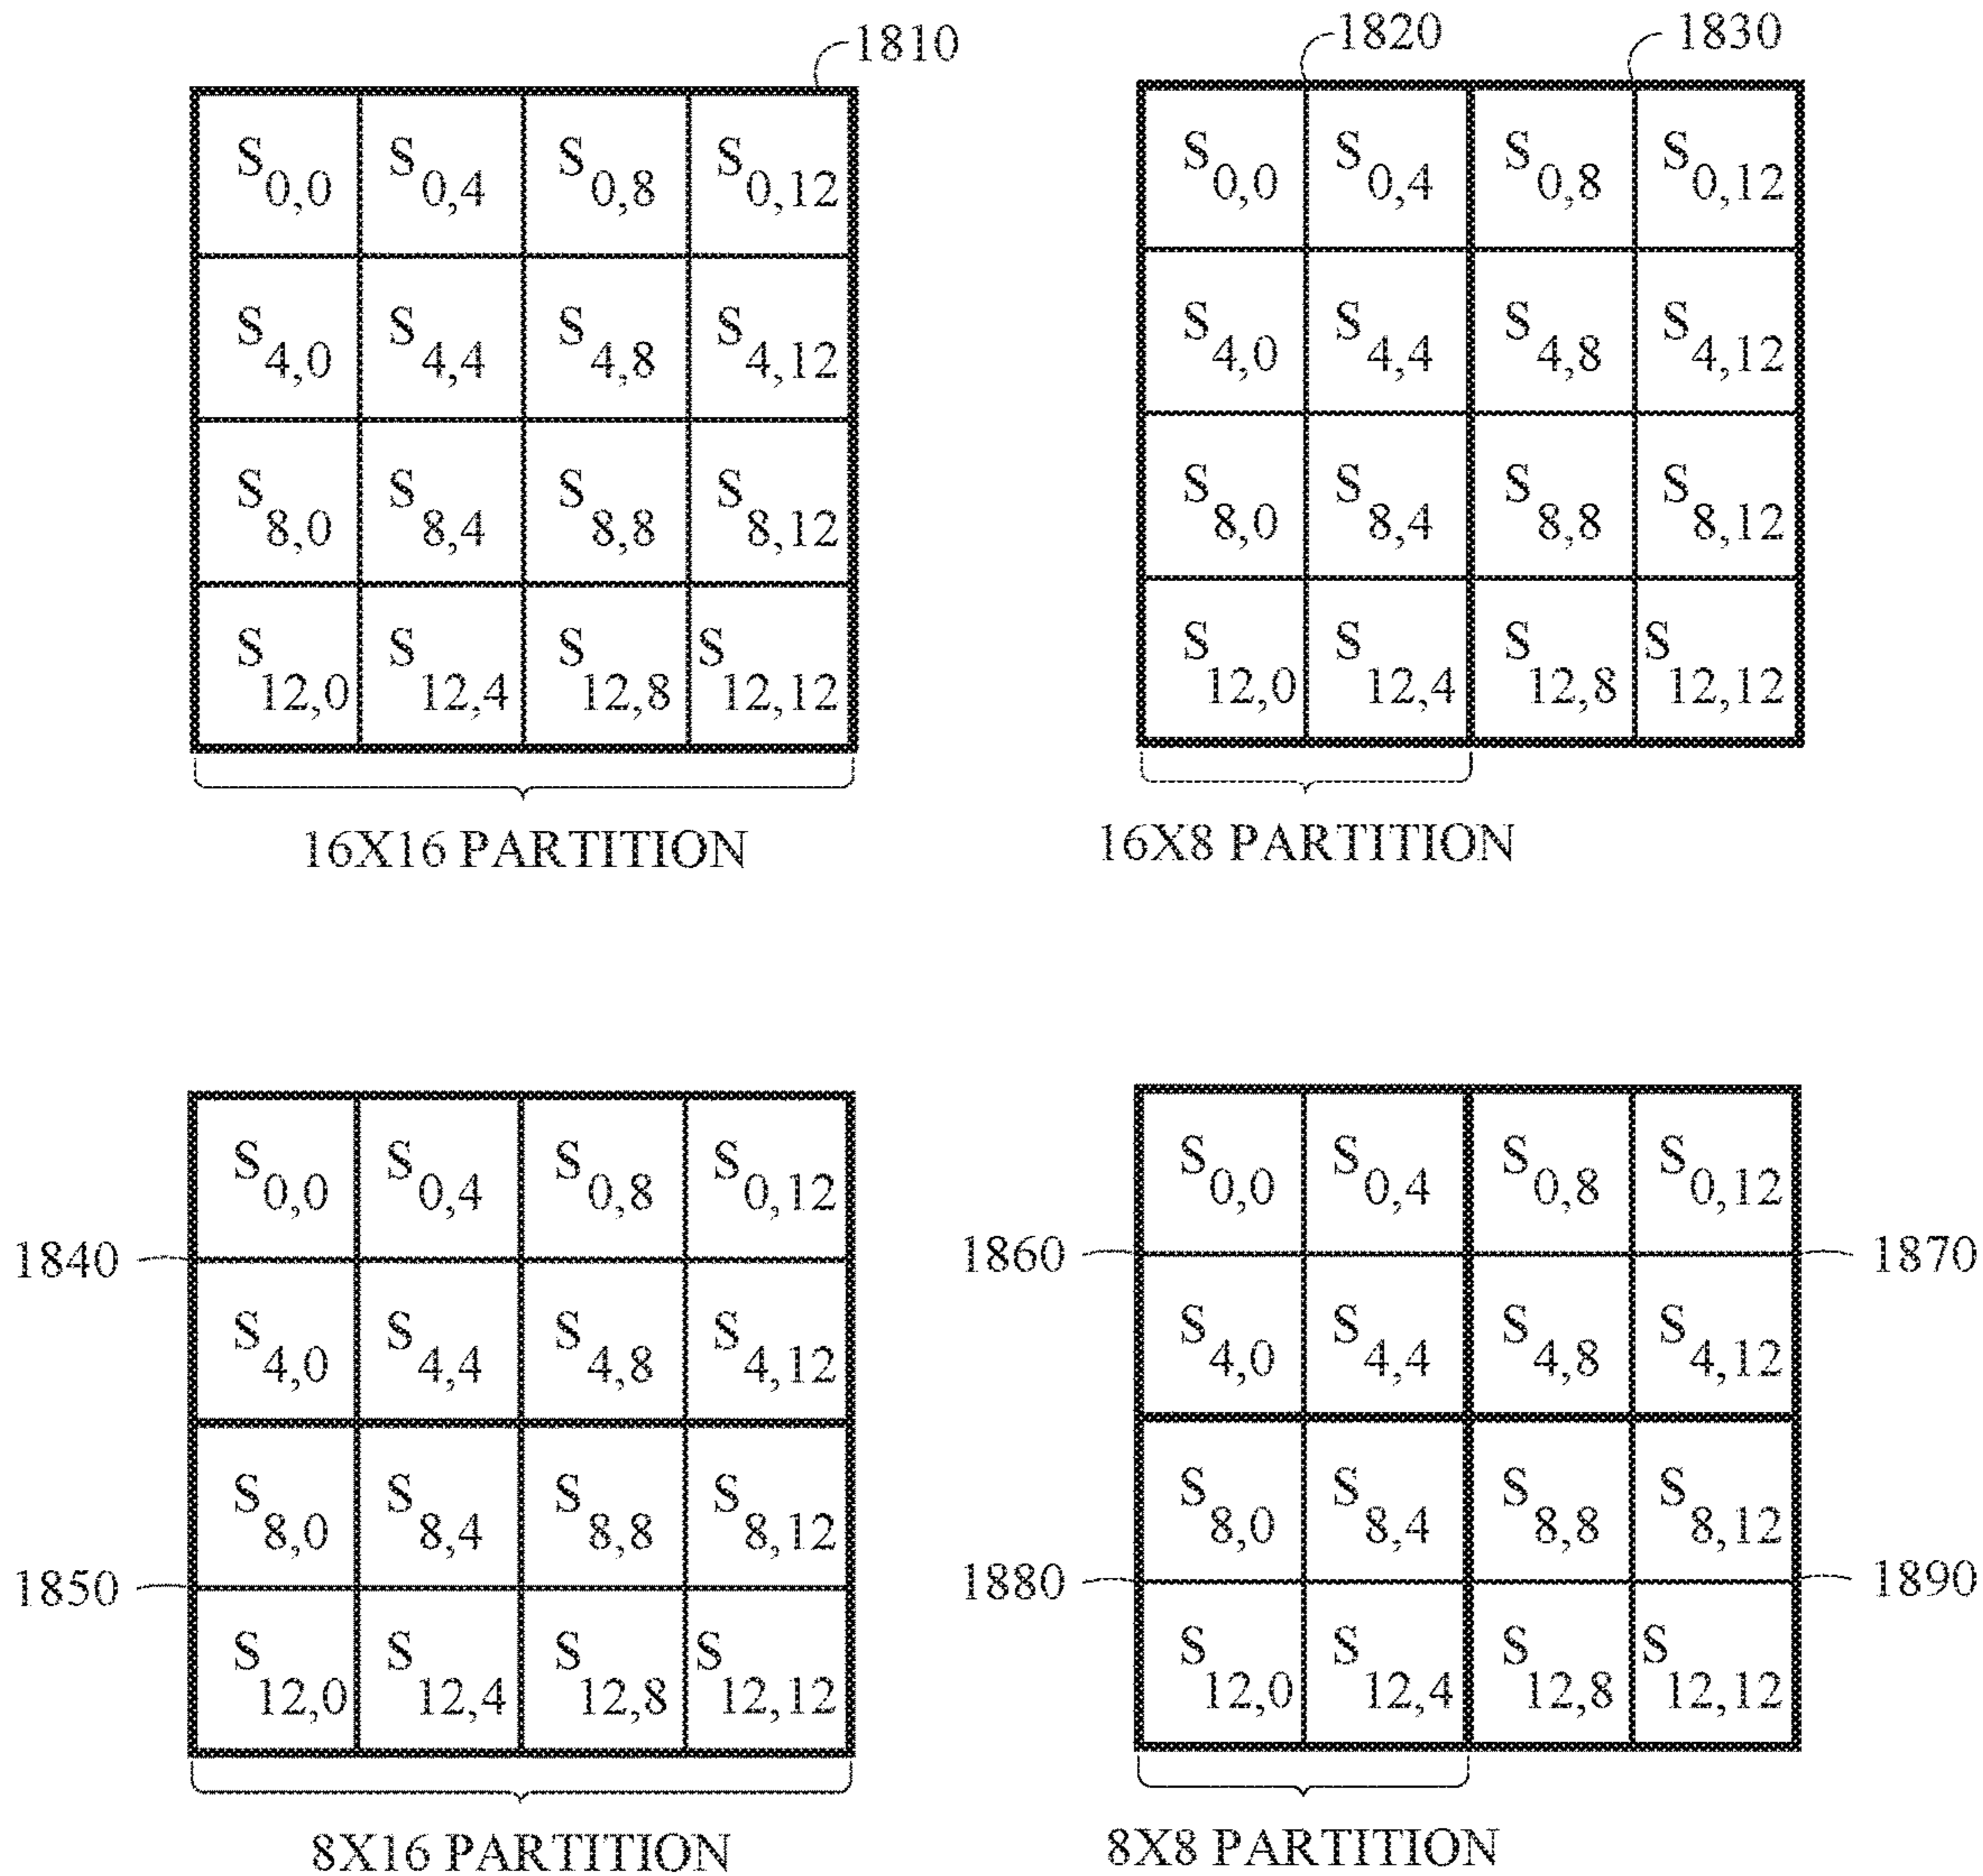 1810
S0,0 S0,4 S0,8 S0,12
S4,0 S4,4 S4,8 S4,12
S8,0 S8,4 S8,8 S8,12
S12,0 S12,4 S12,8 S12,12
16X16 PARTITION
1820 1830
S0,0 S0,4 S0,8 S0,12
S4,0 S4,4 S4,8 S4,12
S8,0 S8,4 S8,8 S8,12
S12,0 S12,4 S12,8 S12,12
16X8 PARTITION
S0,0 S0,4 S0,8 S0,12
1840
S4,0 S4,4 S4,8 S4,12
S8,0 S8,4 S8,8 S8,12
1850
S12,0 S12,4 S12,8 S12,12
8X16 PARTITION
S0,0 S0,4 S0,8 S0,12
1860 1870
S4,0 S4,4 S4,8 S4,12
S8,0 S8,4 S8,8 S8,12
1880 1890
S12,0 S12,4 S12,8 S12,12
8X8 PARTITION